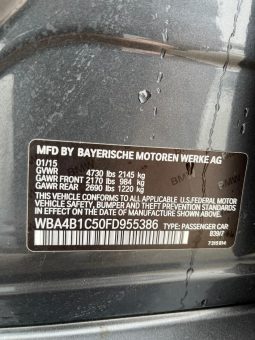 MFD BY BAYERISCHE MOTOREN WERKE AG
01/15
GVWR 4730 lbs 2145 kg
GAWR FRONT 2170 lbs 984 kg
GAWR REAR 2690 lbs 1220 kg
THIS VEHICLE CONFORMS TO ALL APPLICABLE U.S.FEDERAL MOTOR
VEHICLE SAFETY, BUMPER, AND THEFT PREVENTION STANDARDS
IN EFFECT ON THE DATE OF MANUFACTURE SHOWN ABOVE.
WBA4B1C50FD955386 TYPE: PASSENGER CAR